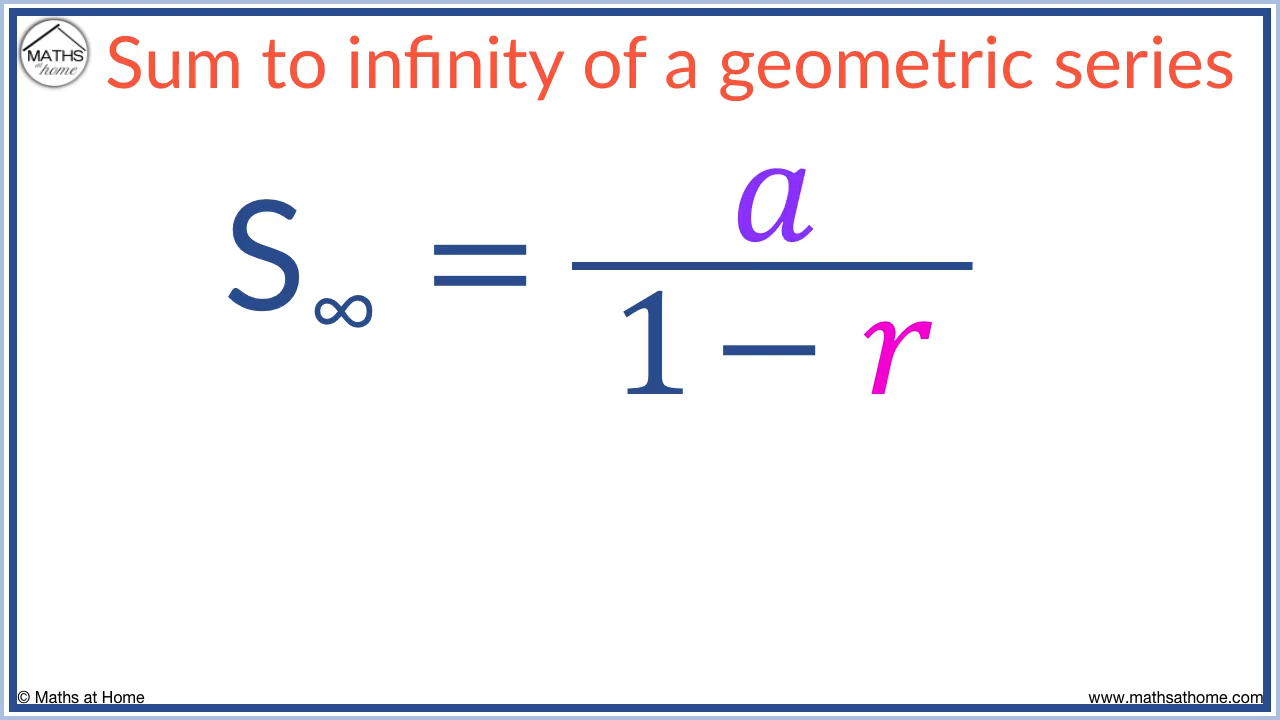 MATHS
at
home
Sum to infinity of a geometric series
S∞ = a
1 − r
© Maths at Home
www.mathsathome.com